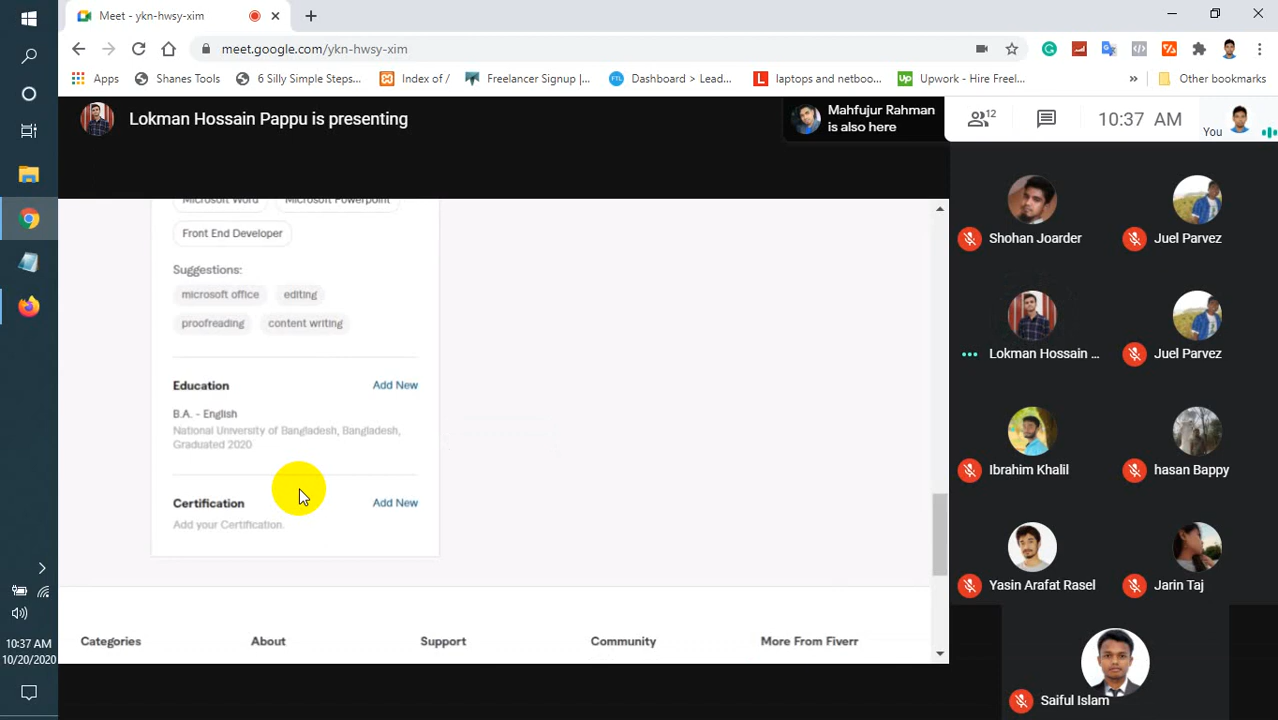 Meet - ykn-hwsy-xim
meet.google.com/ykn-hwsy-xim
Apps
Shanes Tools
6 Silly Simple Steps...
Index of /
Freelancer Signup |...
Dashboard > Lead...
laptops and netboo...
Upwork - Hire Freel...
Other bookmarks
Lokman Hossain Pappu is presenting
Mahfujur Rahman
is also here
12
10:37 AM
You
Microsoft Word
Microsoft Powerpoint
Front End Developer
Suggestions:
microsoft office
editing
proofreading
content writing
Education
Add New
B.A. - English
National University of Bangladesh, Bangladesh,
Graduated 2020
Certification
Add New
Add your Certification.
Categories
About
Support
Community
More From Fiverr
Shohan Joarder
Juel Parvez
Lokman Hossain ...
Juel Parvez
Ibrahim Khalil
hasan Bappy
Yasin Arafat Rasel
Jarin Taj
Saiful Islam
10:37 AM
10/20/2020